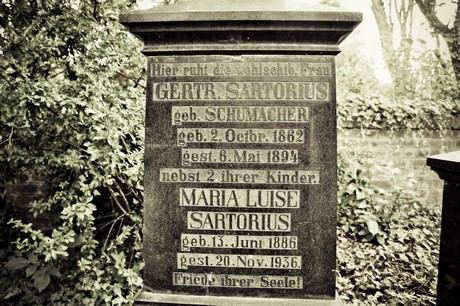 Hier ruht die wohlachtb. Frau
GERTR. SARTORIUS
geb. SCHUMACHER
geb. 2. Octbr. 1862
gest. 6. Mai 1894
nebst 2 ihrer Kinder.
MARIA LUISE
SARTORIUS
geb. 13. Juni 1886
gest. 20. Nov. 1936
Friede ihrer Seele!